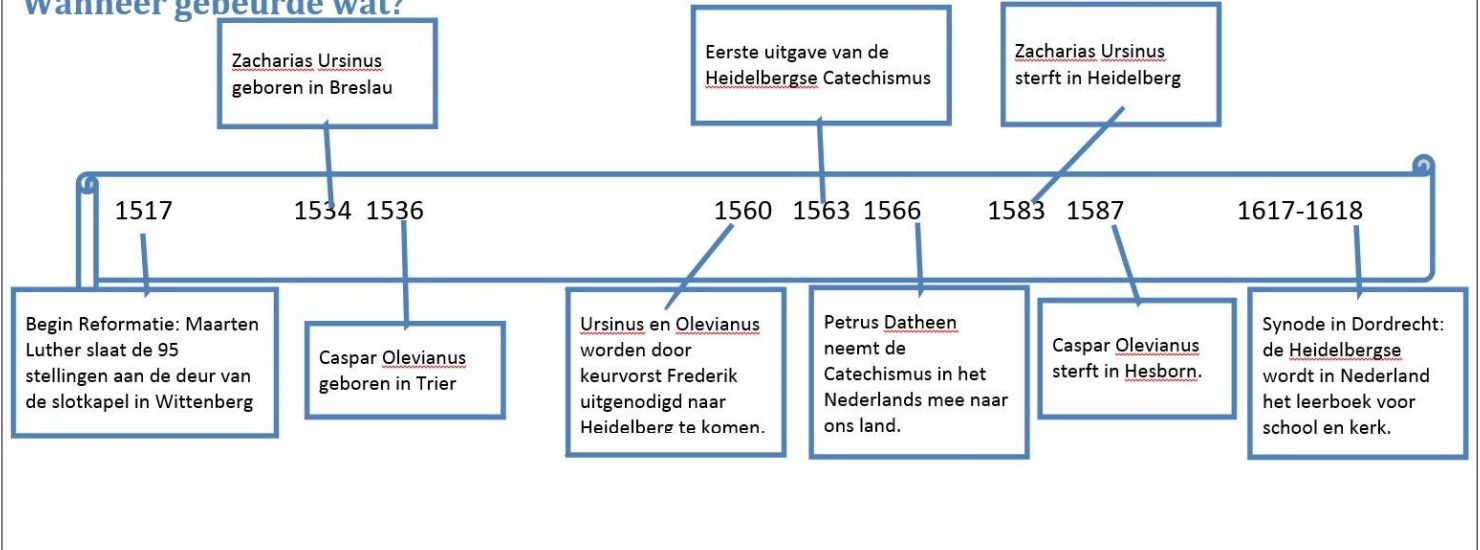 Wanneer gebeurde wat?
Zacharias Ursinus
geboren in Breslau
Eerste uitgave van de
Heidelbergse Catechismus
Zacharias Ursinus
sterft in Heidelberg
1517 1534 1536 1560 1563 1566 1583 1587 1617-1618
Begin Reformatie: Maarten
Luther slaat de 95
stellingen aan de deur van
de slotkapel in Wittenberg
Caspar Olevianus
geboren in Trier
Ursinus en Olevianus
worden door
keurvorst Frederik
uitgenodigd naar
Heidelberg te komen.
Petrus Datheen
neemt de
Catechismus in het
Nederlands mee naar
ons land.
Caspar Olevianus
sterft in Hesborn.
Synode in Dordrecht:
de Heidelbergse
wordt in Nederland
het leerboek voor
school en kerk.